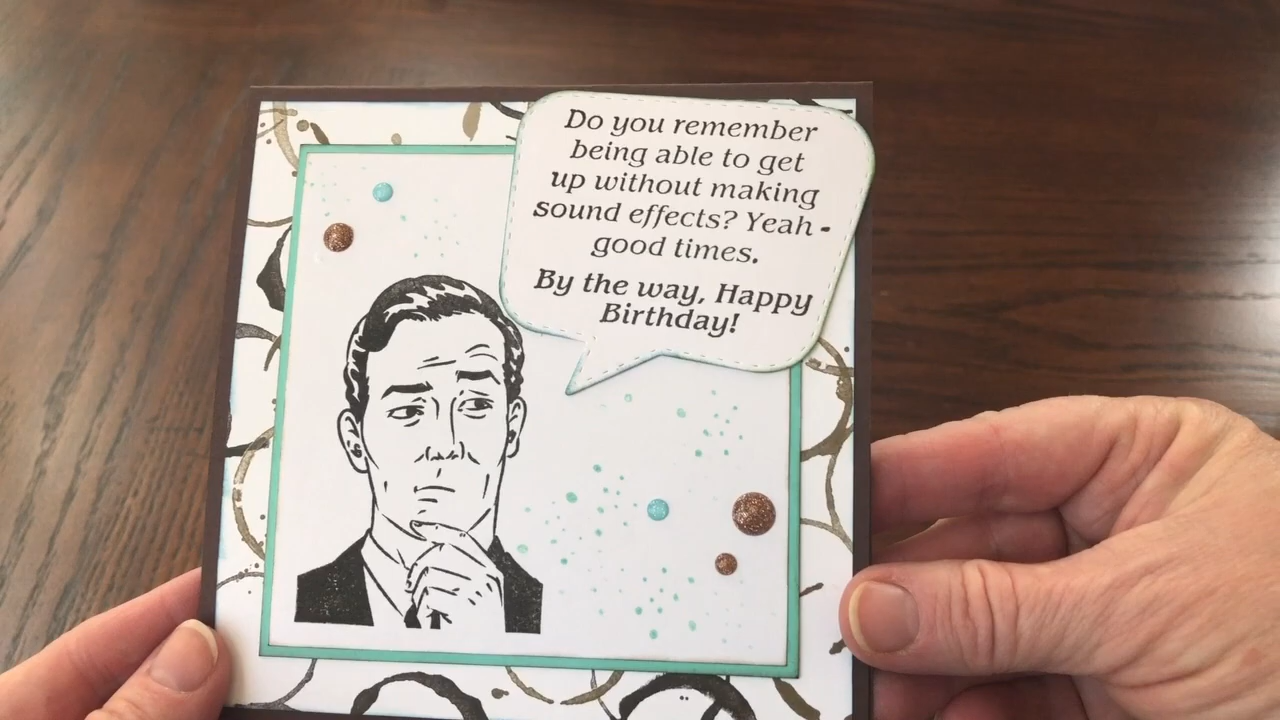 Do you remember
being able to get
up without making
sound effects? Yeah -
good times.
By the way, Happy
Birthday!